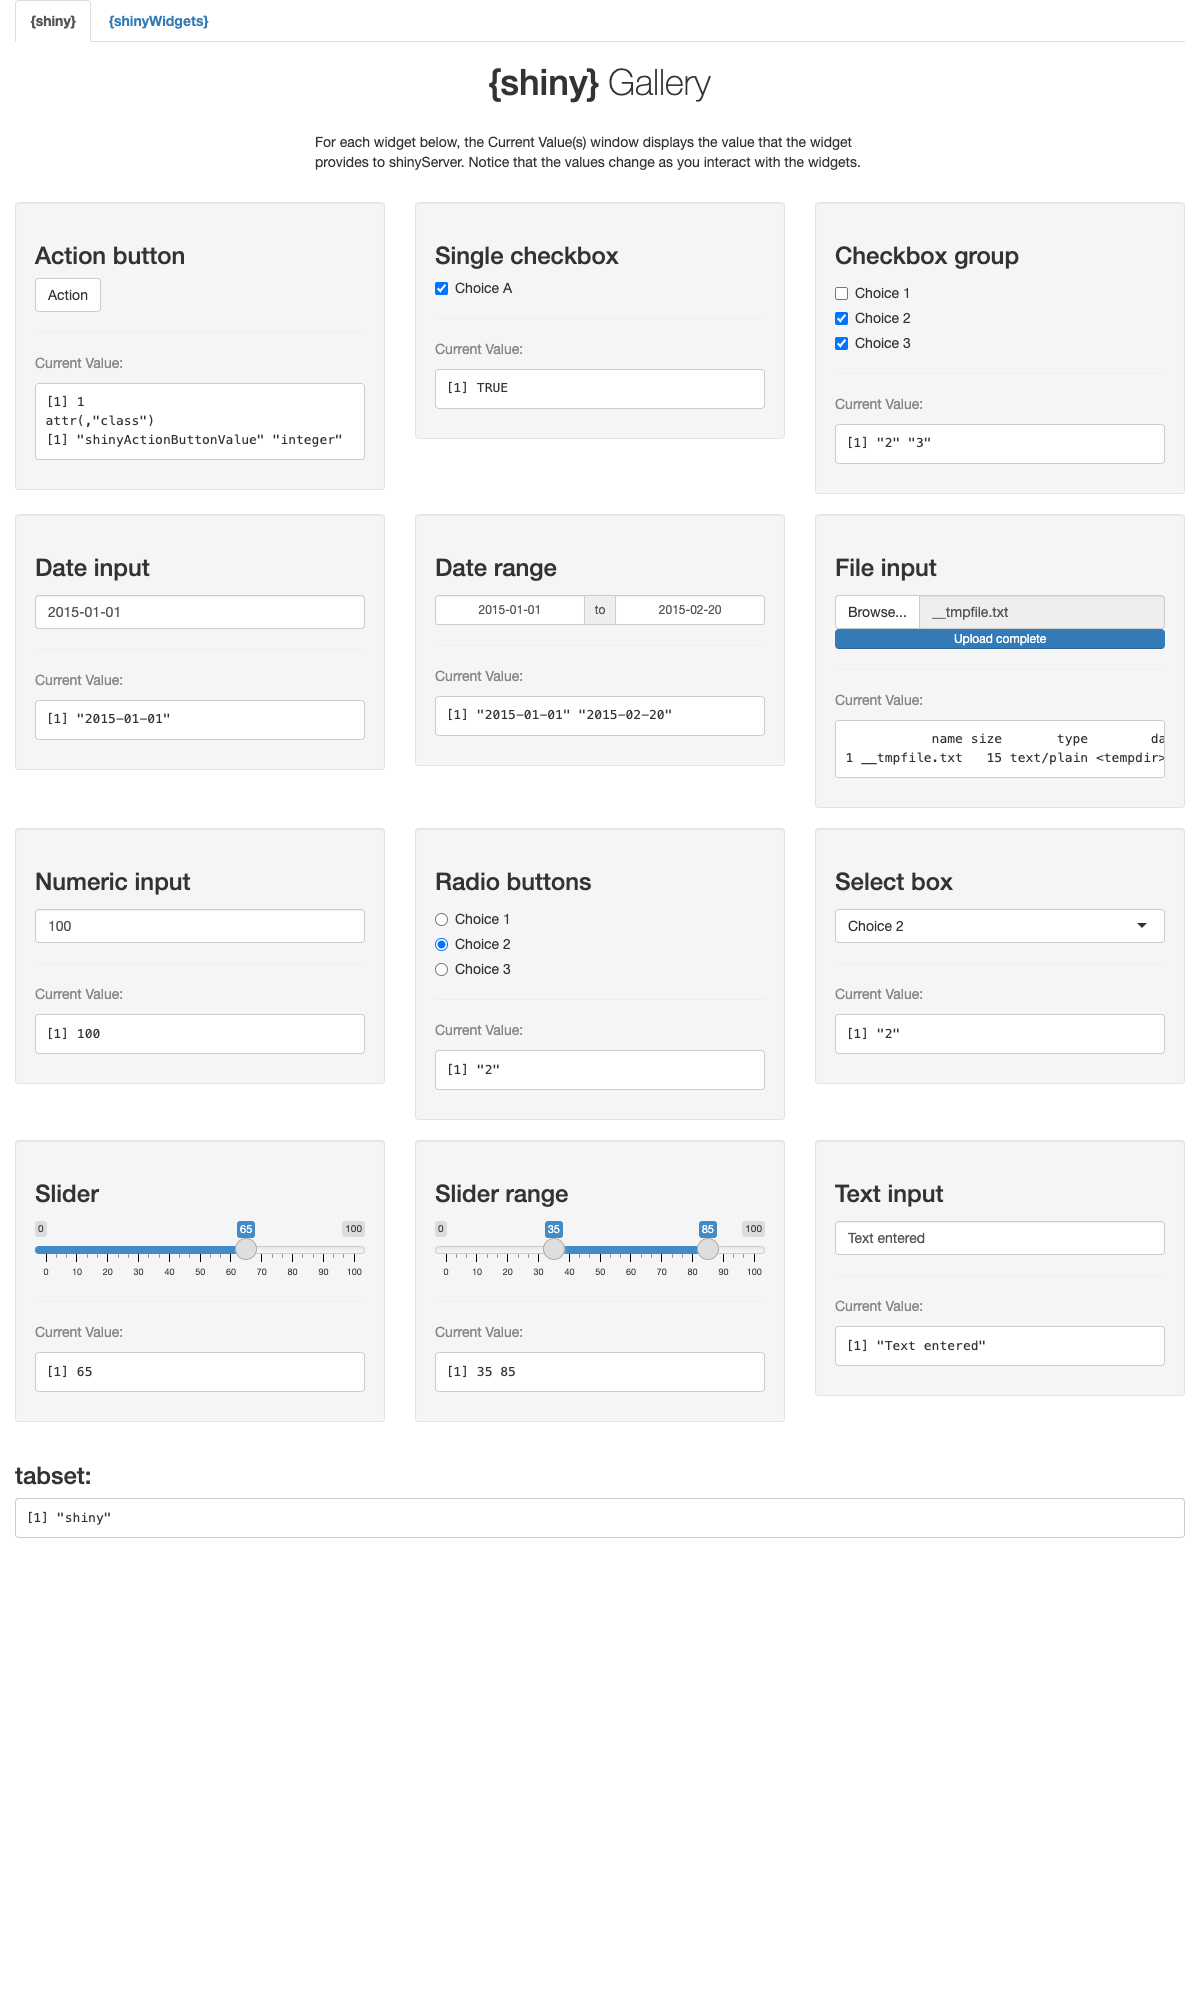 {shiny} {shinyWidgets}
{shiny} Gallery
For each widget below, the Current Value(s) window displays the value that the widget
provides to shinyServer. Notice that the values change as you interact with the widgets.
Action button
Action
Current Value:
[1] 1
attr(,"class")
[1] "shinyActionButtonValue" "integer"
Single checkbox
Choice A
Current Value:
[1] TRUE
Checkbox group
Choice 1
Choice 2
Choice 3
Current Value:
[1] "2" "3"
Date input
2015-01-01
Current Value:
[1] "2015-01-01"
Date range
2015-01-01 to 2015-02-20
Current Value:
[1] "2015-01-01" "2015-02-20"
File input
Browse... __tmpfile.txt
Upload complete
Current Value:
name size type da
1 __tmpfile.txt 15 text/plain <tempdir>
Numeric input
100
Current Value:
[1] 100
Radio buttons
Choice 1
Choice 2
Choice 3
Current Value:
[1] "2"
Select box
Choice 2
Current Value:
[1] "2"
Slider
0 65 100
0 10 20 30 40 50 60 70 80 90 100
Current Value:
[1] 65
Slider range
0 35 85 100
0 10 20 30 40 50 60 70 80 90 100
Current Value:
[1] 35 85
Text input
Text entered
Current Value:
[1] "Text entered"
tabset:
[1] "shiny"